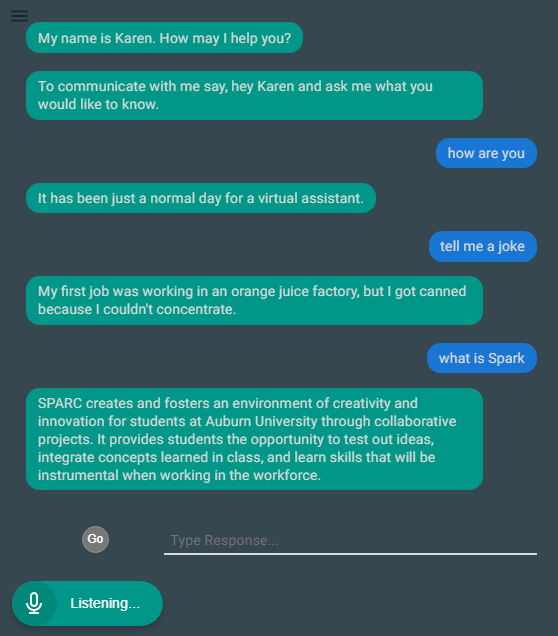 My name is Karen. How may I help you?
To communicate with me say, hey Karen and ask me what you
would like to know.
how are you
It has been just a normal day for a virtual assistant.
tell me a joke
My first job was working in an orange juice factory, but I got canned
because I couldn't concentrate.
what is Spark
SPARC creates and fosters an environment of creativity and
innovation for students at Auburn University through collaborative
projects. It provides students the opportunity to test out ideas,
integrate concepts learned in class, and learn skills that will be
instrumental when working in the workforce.
Go
Type Response...
Listening...